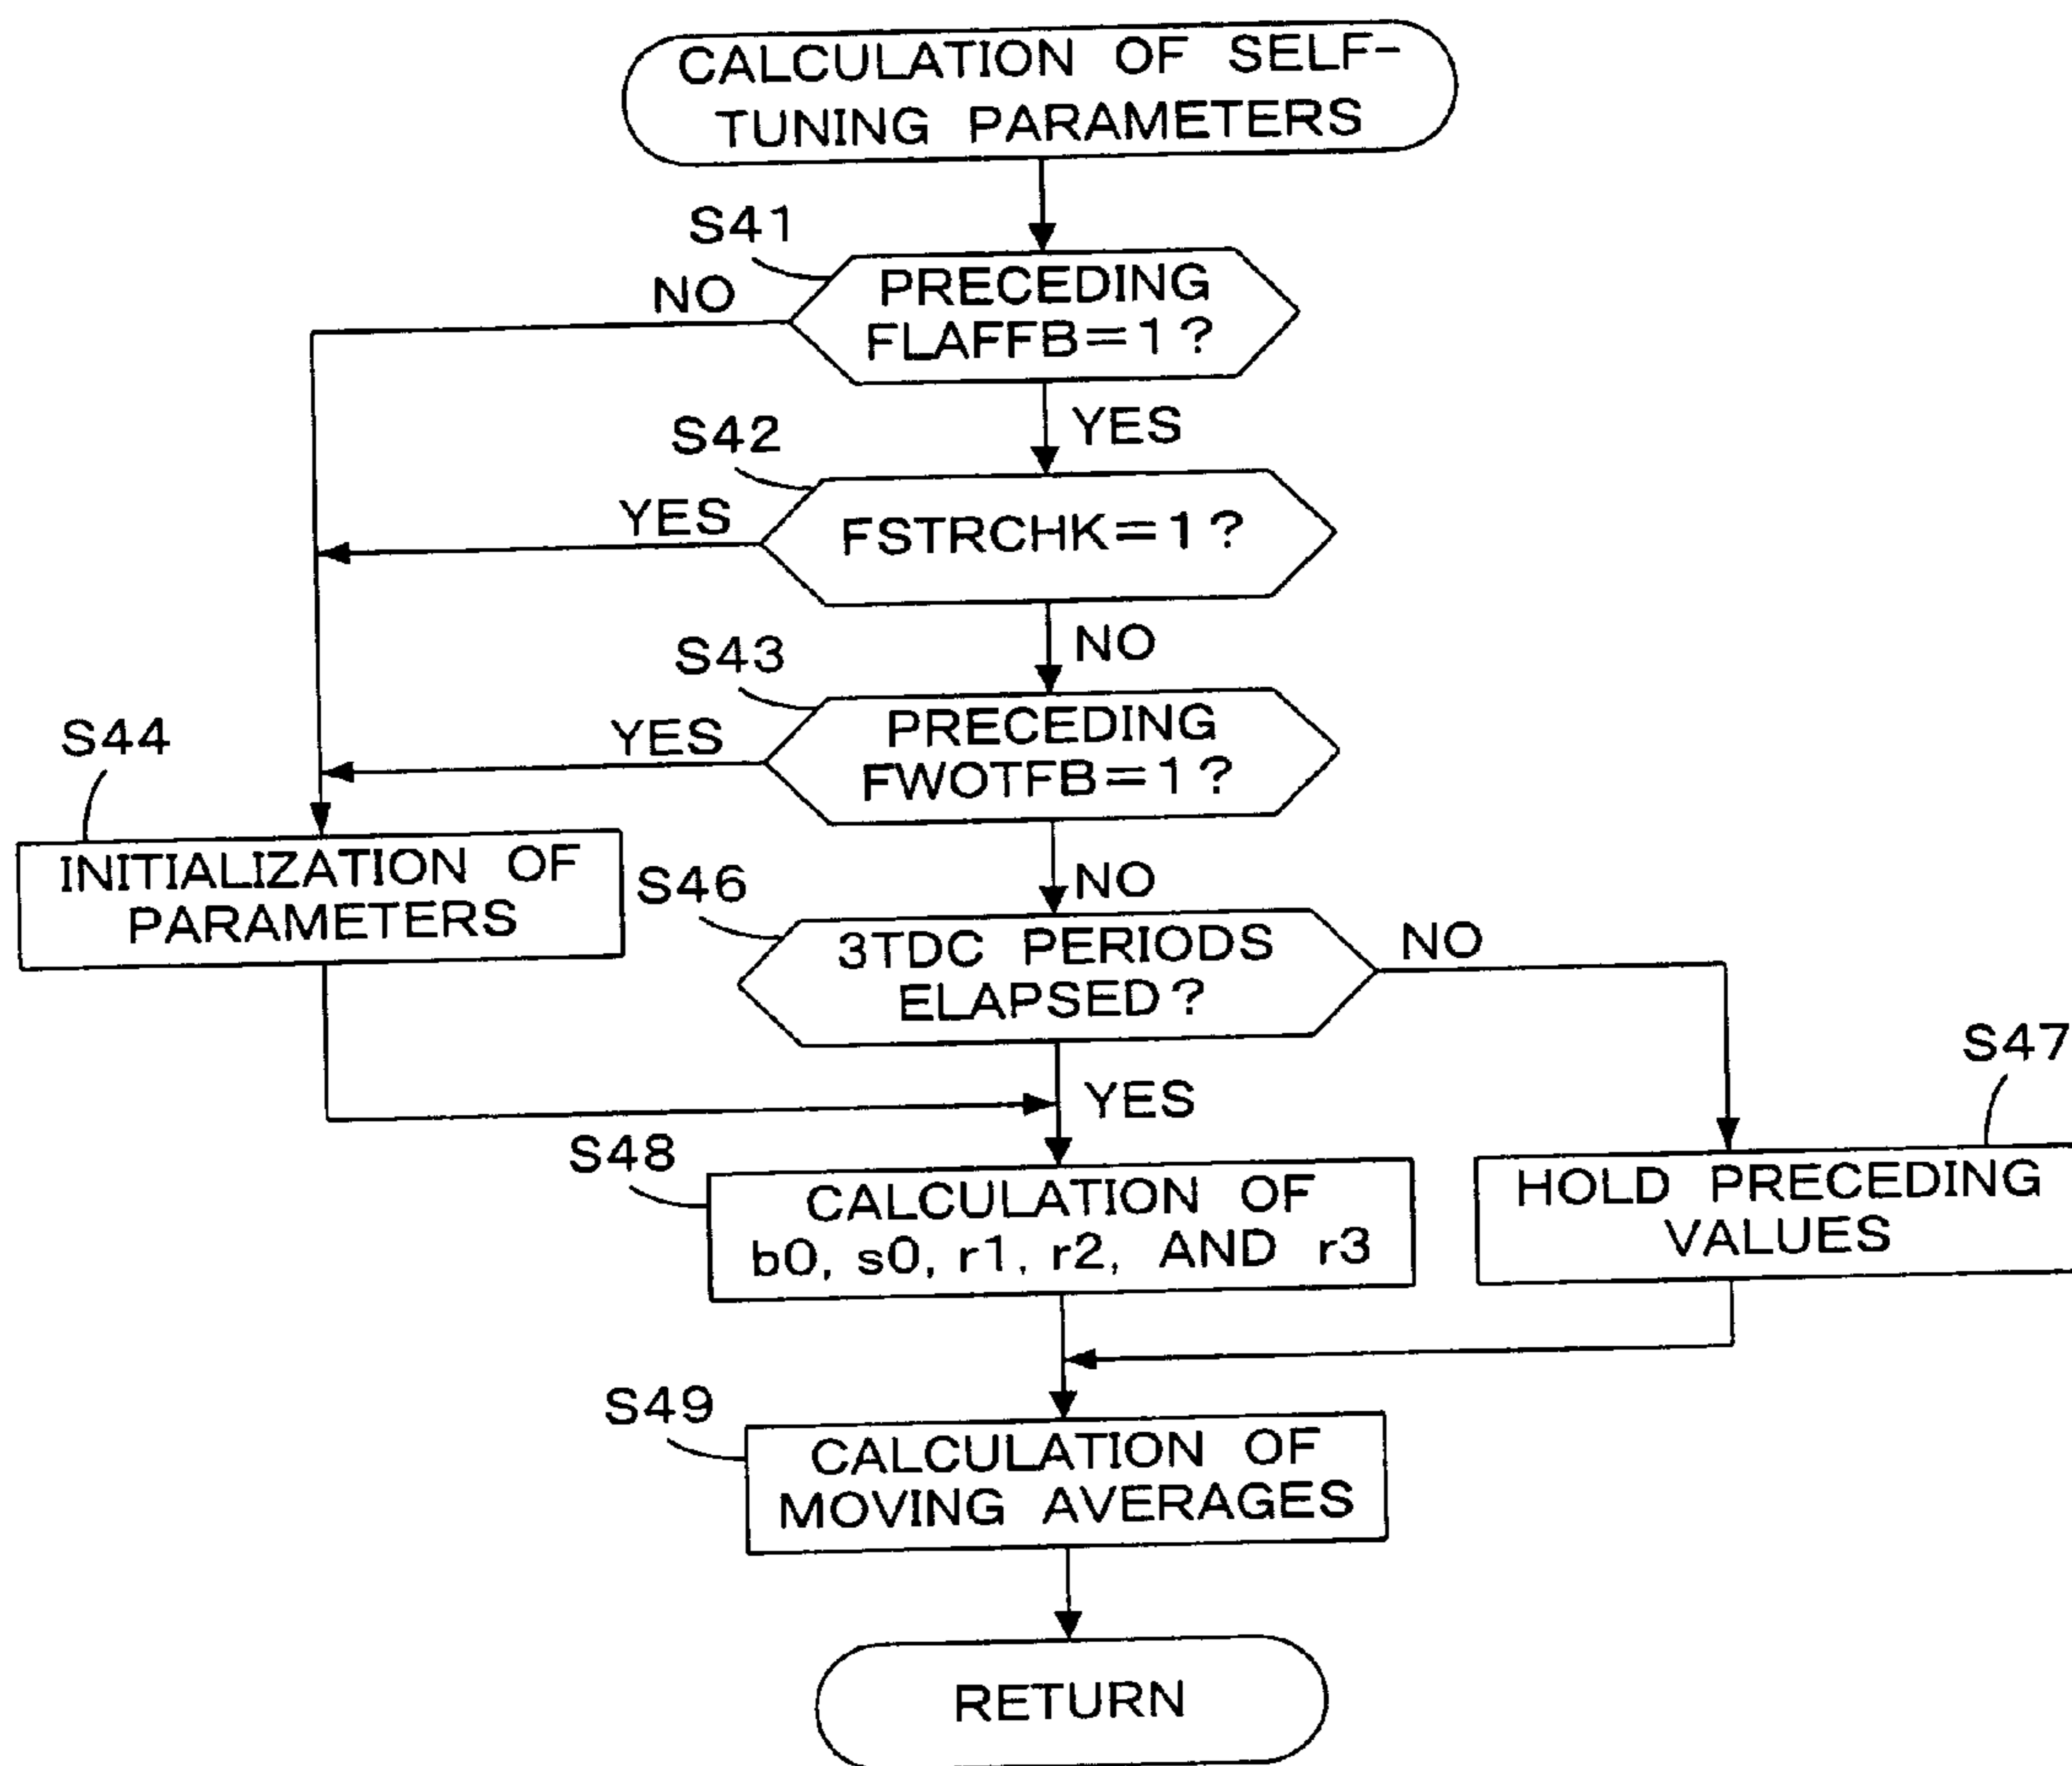 CALCULATION OF SELF-
TUNING PARAMETERS
S41
NO
PRECEDING
FLAFFB=1?
S42
YES
YES
FSTRCHK=1?
S43
NO
YES
PRECEDING
FWOTFB=1?
S44
INITIALIZATION OF
PARAMETERS
S46
NO
3TDC PERIODS
ELAPSED?
NO
S47
YES
S48
CALCULATION OF
b0, s0, r1, r2, AND r3
HOLD PRECEDING
VALUES
S49
CALCULATION OF
MOVING AVERAGES
RETURN